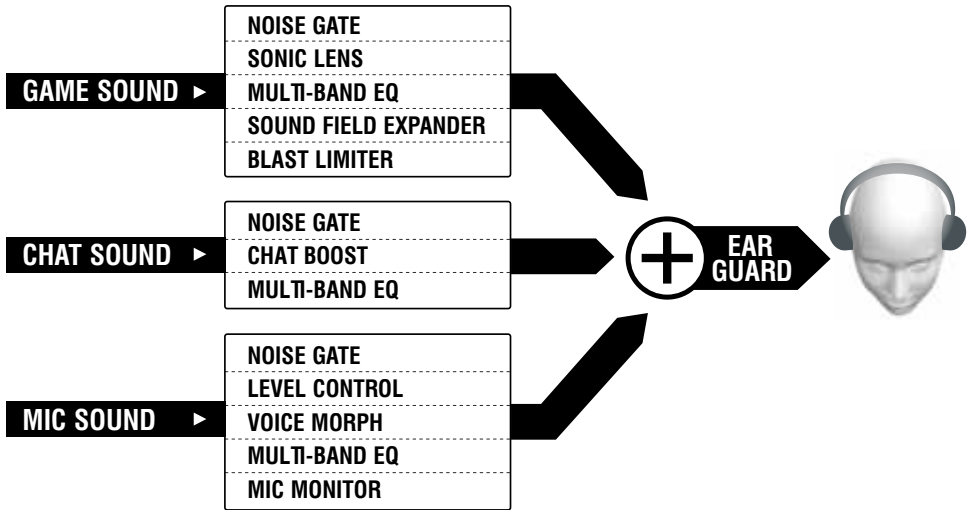 GAME SOUND ►
NOISE GATE
SONIC LENS
MULTI-BAND EQ
SOUND FIELD EXPANDER
BLAST LIMITER
CHAT SOUND ►
NOISE GATE
CHAT BOOST
MULTI-BAND EQ
MIC SOUND ►
NOISE GATE
LEVEL CONTROL
VOICE MORPH
MULTI-BAND EQ
MIC MONITOR
+
EAR
GUARD